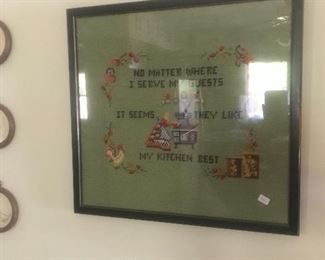 NO MATTER WHERE
I SERVE MY GUESTS
IT SEEMS THEY LIKE
MY KITCHEN BEST